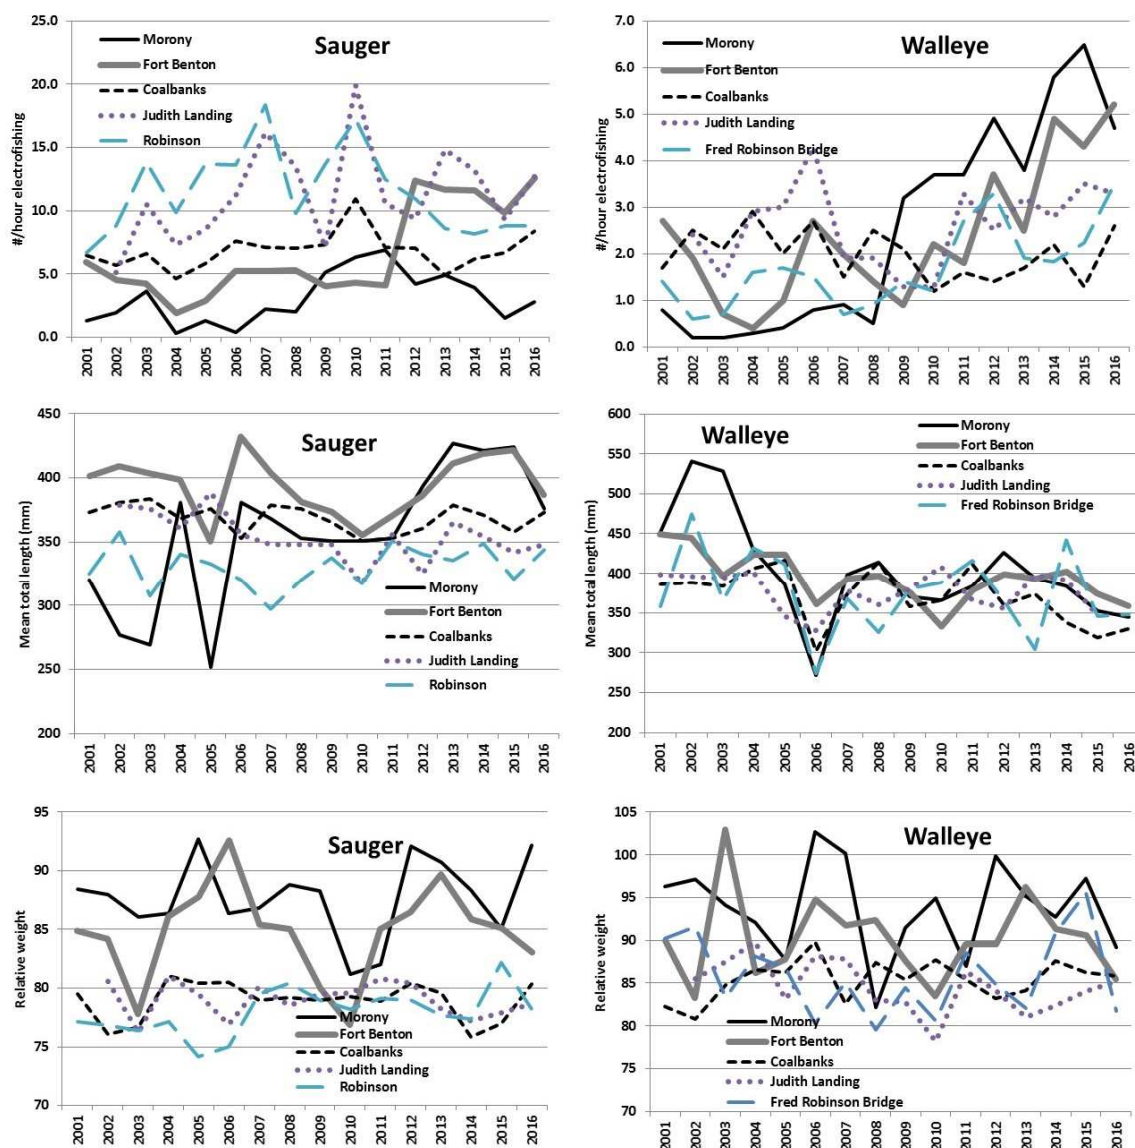 Sauger
#/hour electrofishing
25.0
20.0
15.0
10.0
5.0
0.0
Morony
Fort Benton
Coalbanks
Judith Landing
Robinson
2001 2002 2003 2004 2005 2006 2007 2008 2009 2010 2011 2012 2013 2014 2015 2016
Walleye
#/hour electrofishing
7.0
6.0
5.0
4.0
3.0
2.0
1.0
0.0
Morony
Fort Benton
Coalbanks
Judith Landing
Fred Robinson Bridge
2001 2002 2003 2004 2005 2006 2007 2008 2009 2010 2011 2012 2013 2014 2015 2016
Sauger
Mean total length (mm)
450
400
350
300
250
200
Morony
Fort Benton
Coalbanks
Judith Landing
Robinson
2001 2002 2003 2004 2005 2006 2007 2008 2009 2010 2011 2012 2013 2014 2015 2016
Walleye
Mean total length (mm)
600
550
500
450
400
350
300
250
200
Morony
Fort Benton
Coalbanks
Judith Landing
Fred Robinson Bridge
2001 2002 2003 2004 2005 2006 2007 2008 2009 2010 2011 2012 2013 2014 2015 2016
Sauger
Relative weight
95
90
85
80
75
70
Morony
Fort Benton
Coalbanks
Judith Landing
Robinson
2001 2002 2003 2004 2005 2006 2007 2008 2009 2010 2011 2012 2013 2014 2015 2016
Walleye
Relative weight
105
100
95
90
85
80
75
70
Morony
Fort Benton
Coalbanks
Judith Landing
Fred Robinson Bridge
2001 2002 2003 2004 2005 2006 2007 2008 2009 2010 2011 2012 2013 2014 2015 2016